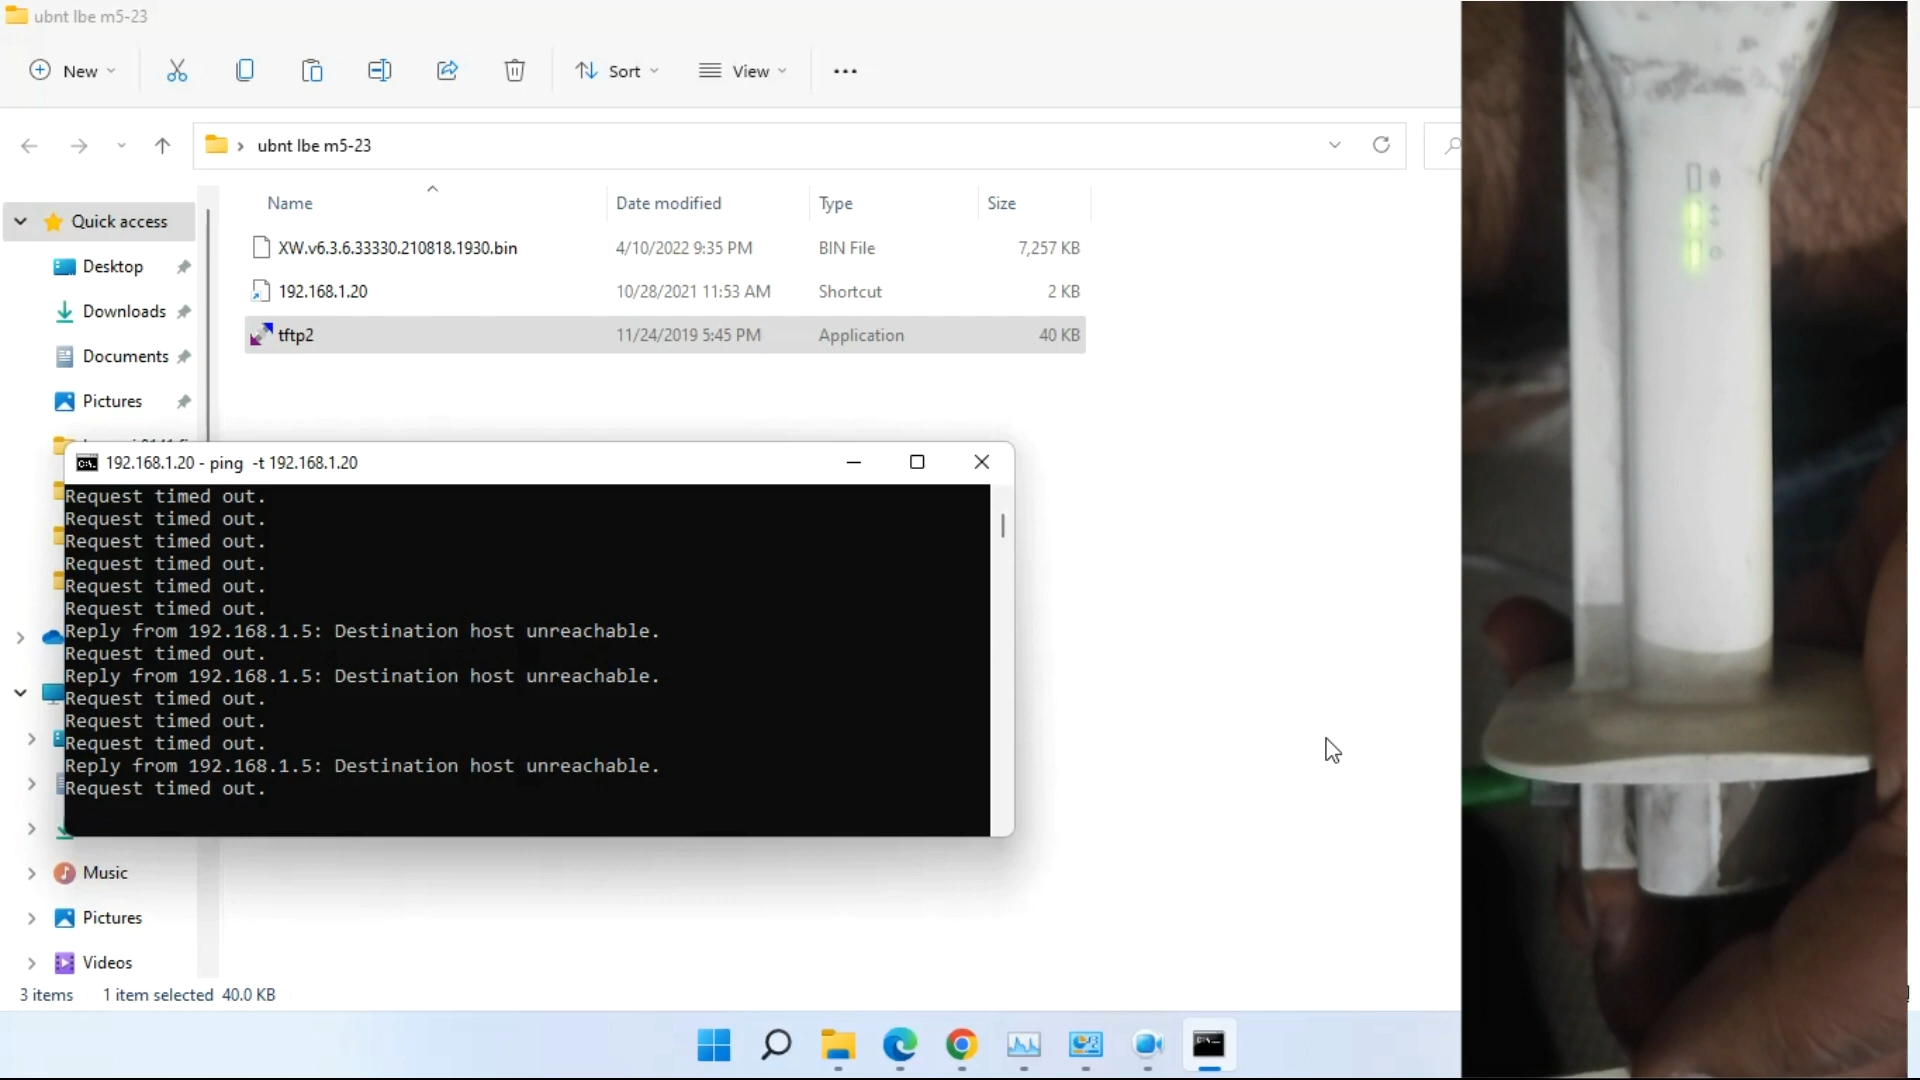 ubnt lbe m5-23
New
Sort
View
ubnt lbe m5-23
Name Date modified Type Size
XW.v6.3.6.33330.210818.1930.bin 4/10/2022 9:35 PM BIN File 7,257 KB
192.168.1.20 10/28/2021 11:53 AM Shortcut 2 KB
tftp2 11/24/2019 5:45 PM Application 40 KB
Quick access
Desktop
Downloads
Documents
Pictures
Music
Pictures
Videos
3 items 1 item selected 40.0 KB
192.168.1.20 - ping -t 192.168.1.20
Request timed out.
Request timed out.
Request timed out.
Request timed out.
Request timed out.
Request timed out.
Reply from 192.168.1.5: Destination host unreachable.
Request timed out.
Reply from 192.168.1.5: Destination host unreachable.
Request timed out.
Request timed out.
Request timed out.
Reply from 192.168.1.5: Destination host unreachable.
Request timed out.